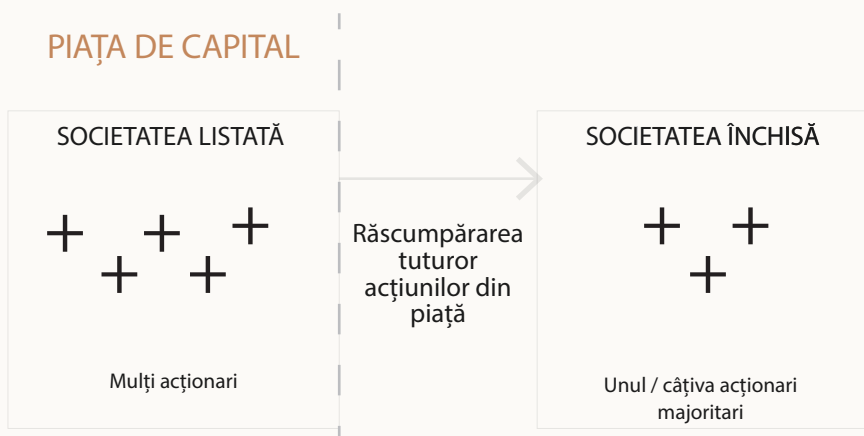 PIAȚA DE CAPITAL
SOCIETATEA LISTATĂ
SOCIETATEA ÎNCHISĂ
Răscumpărarea
tuturor
acțiunilor din
piață
Mulți acționari
Unul / câțiva acționari
majoritari